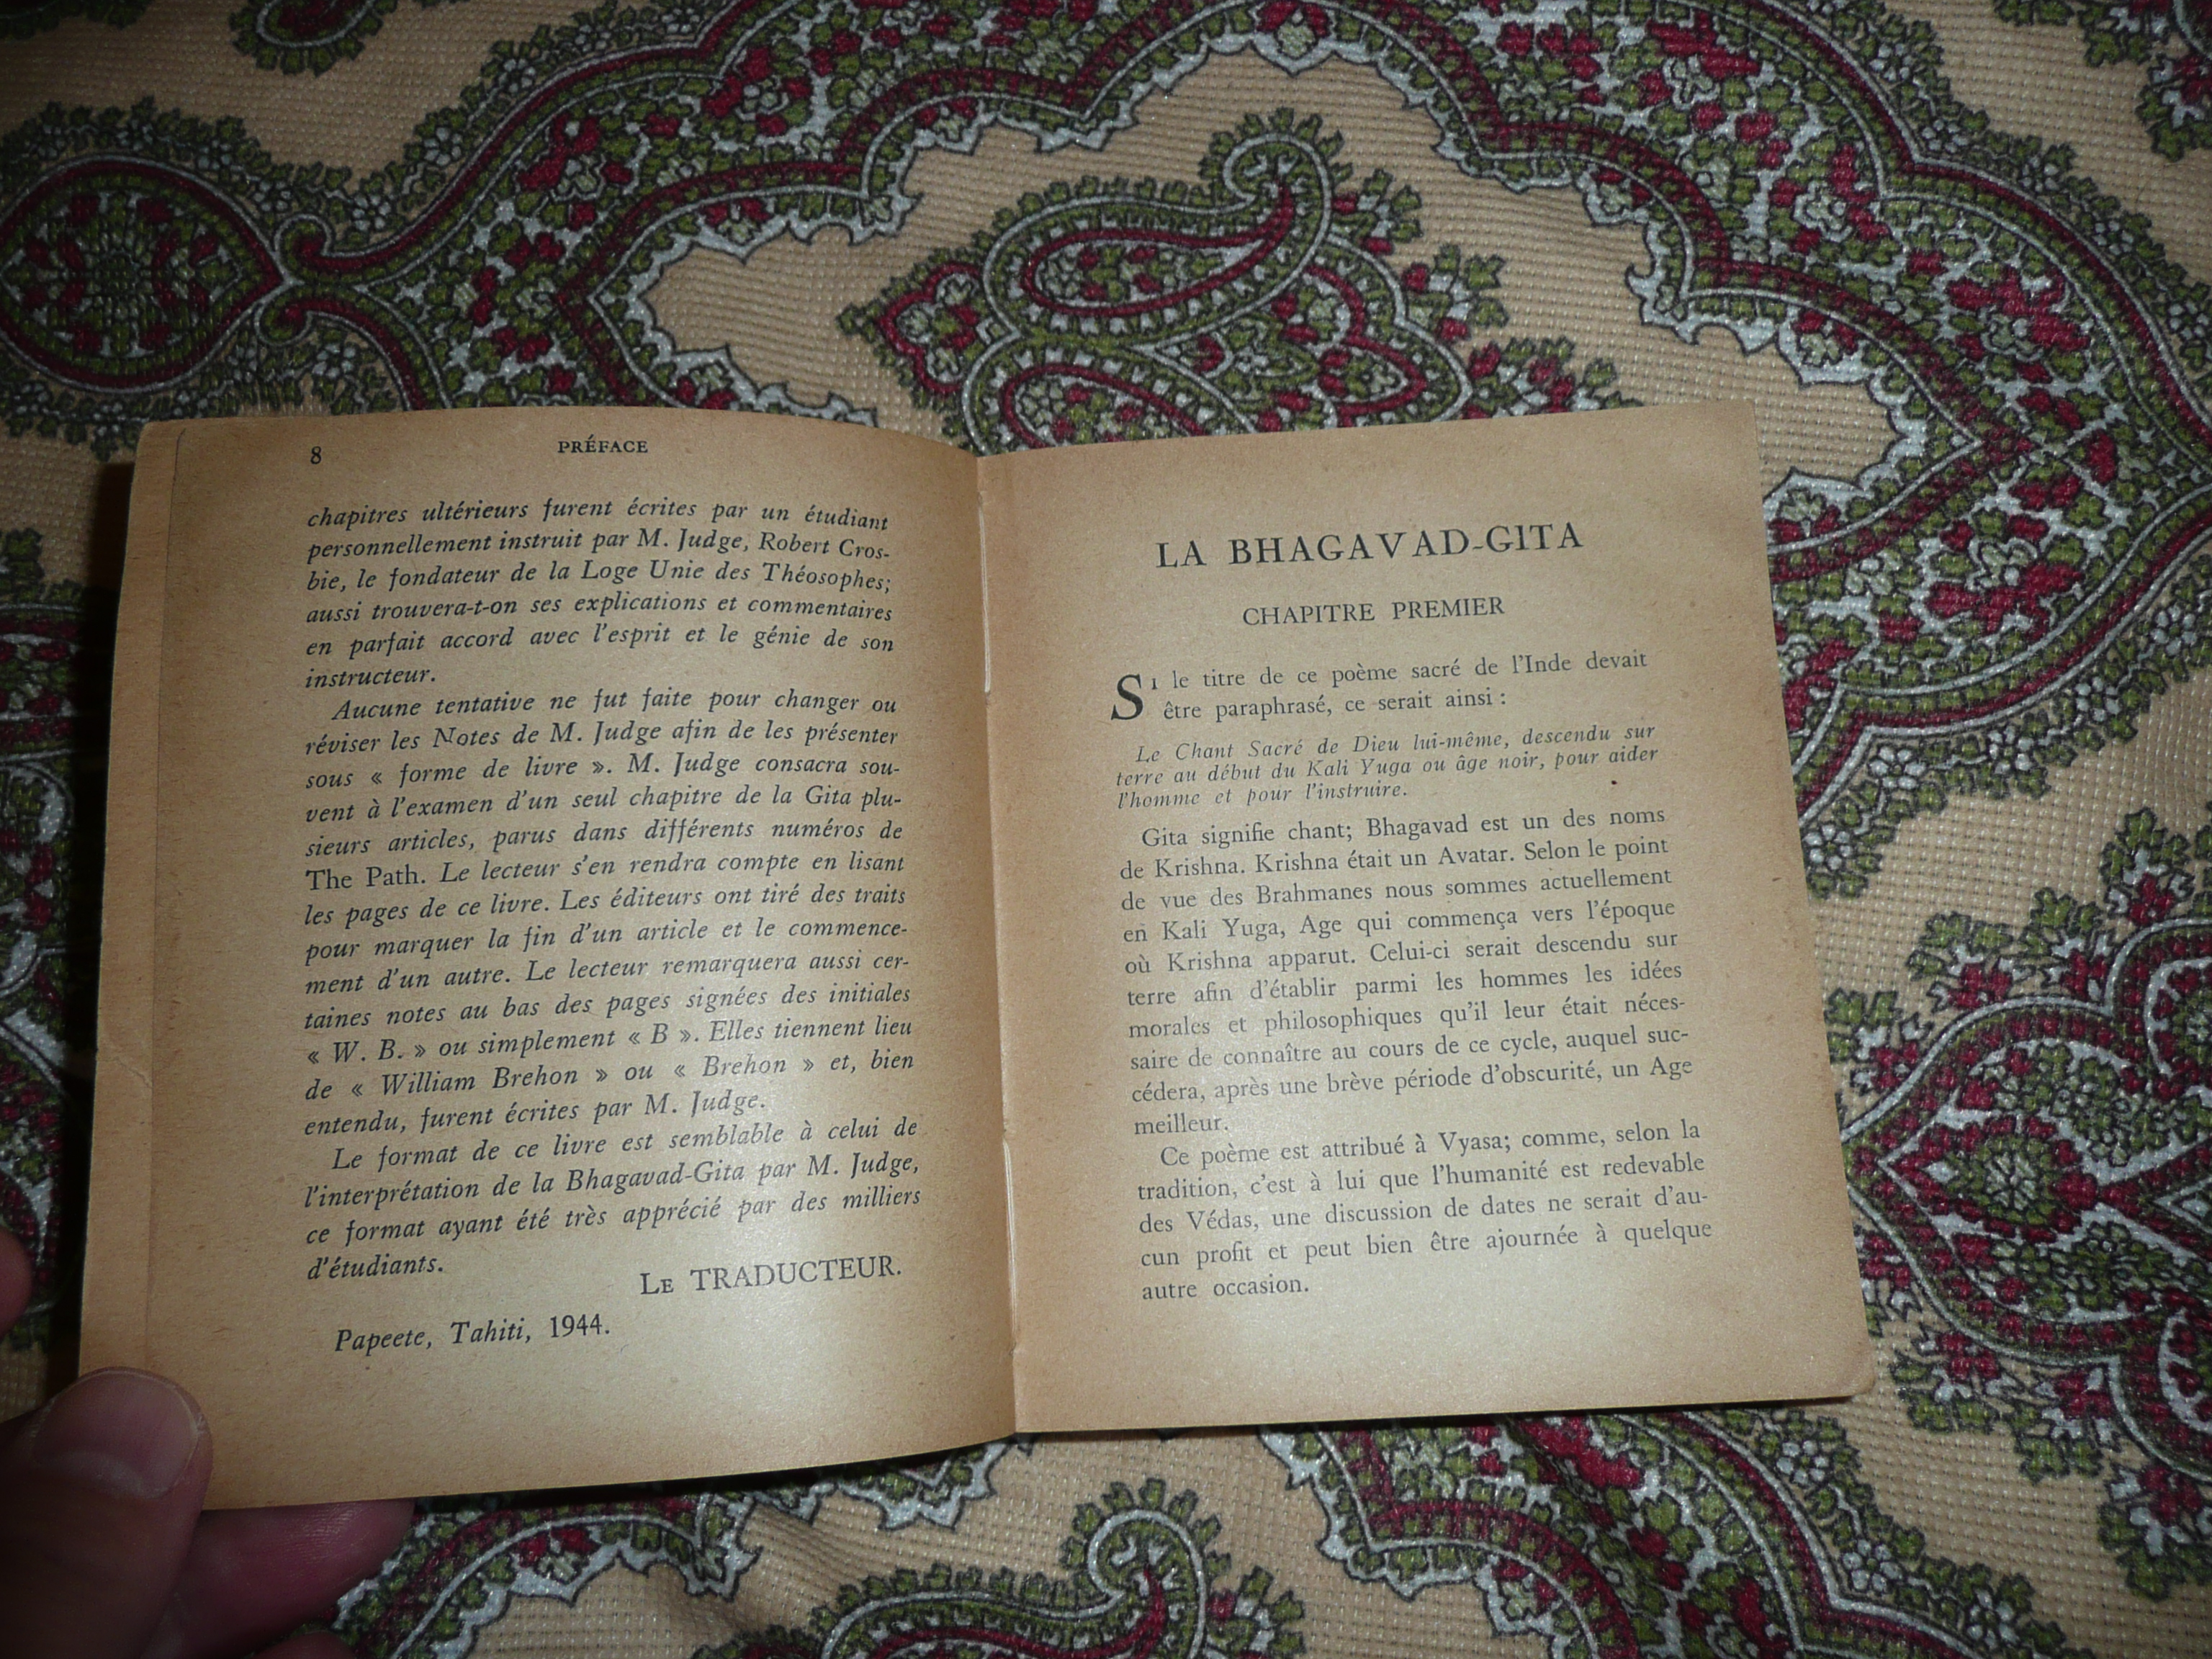 8
PRÉFACE
chapitres ultérieurs furent écrites par un étudiant
personnellement instruit par M. Judge, Robert Cros-
bie, le fondateur de la Loge Unie des Théosophes;
aussi trouvera-t-on ses explications et commentaires
en parfait accord avec l'esprit et le génie de son
instructeur.
Aucune tentative ne fut faite pour changer ou
réviser les Notes de M. Judge afin de les présenter
sous « forme de livre ». M. Judge consacra sou-
vent à l'examen d'un seul chapitre de la Gita plu-
sieurs articles, parus dans différents numéros de
The Path. Le lecteur s'en rendra compte en lisant
les pages de ce livre. Les éditeurs ont tiré des traits
pour marquer la fin d'un article et le commence-
ment d'un autre. Le lecteur remarquera aussi cer-
taines notes au bas des pages signées des initiales
« W. B. » ou simplement « B ». Elles tiennent lieu
de « William Brehon » ou « Brehon » et, bien
entendu, furent écrites par M. Judge.
Le format de ce livre est semblable à celui de
l'interprétation de la Bhagavad-Gita par M. Judge,
ce format ayant été très apprécié par des milliers
d'étudiants.
LE TRADUCTEUR.
Papeete, Tahiti, 1944.
LA BHAGAVAD-GITA
CHAPITRE PREMIER
SI le titre de ce poème sacré de l'Inde devait
être paraphrasé, ce serait ainsi :
Le Chant Sacré de Dieu lui-même, descendu sur
terre au début du Kali Yuga ou âge noir, pour aider
l'homme et pour l'instruire.
Gita signifie chant; Bhagavad est un des noms
de Krishna. Krishna était un Avatar. Selon le point
de vue des Brahmanes nous sommes actuellement
en Kali Yuga, Age qui commença vers l'époque
où Krishna apparut. Celui-ci serait descendu sur
terre afin d'établir parmi les hommes les idées
morales et philosophiques qu'il leur était néces-
saire de connaître au cours de ce cycle, auquel suc-
cédera, après une brève période d'obscurité, un Age
meilleur.
Ce poème est attribué à Vyasa; comme, selon la
tradition, c'est à lui que l'humanité est redevable
des Védas, une discussion de dates ne serait d'au-
cun profit et peut bien être ajournée à quelque
autre occasion.